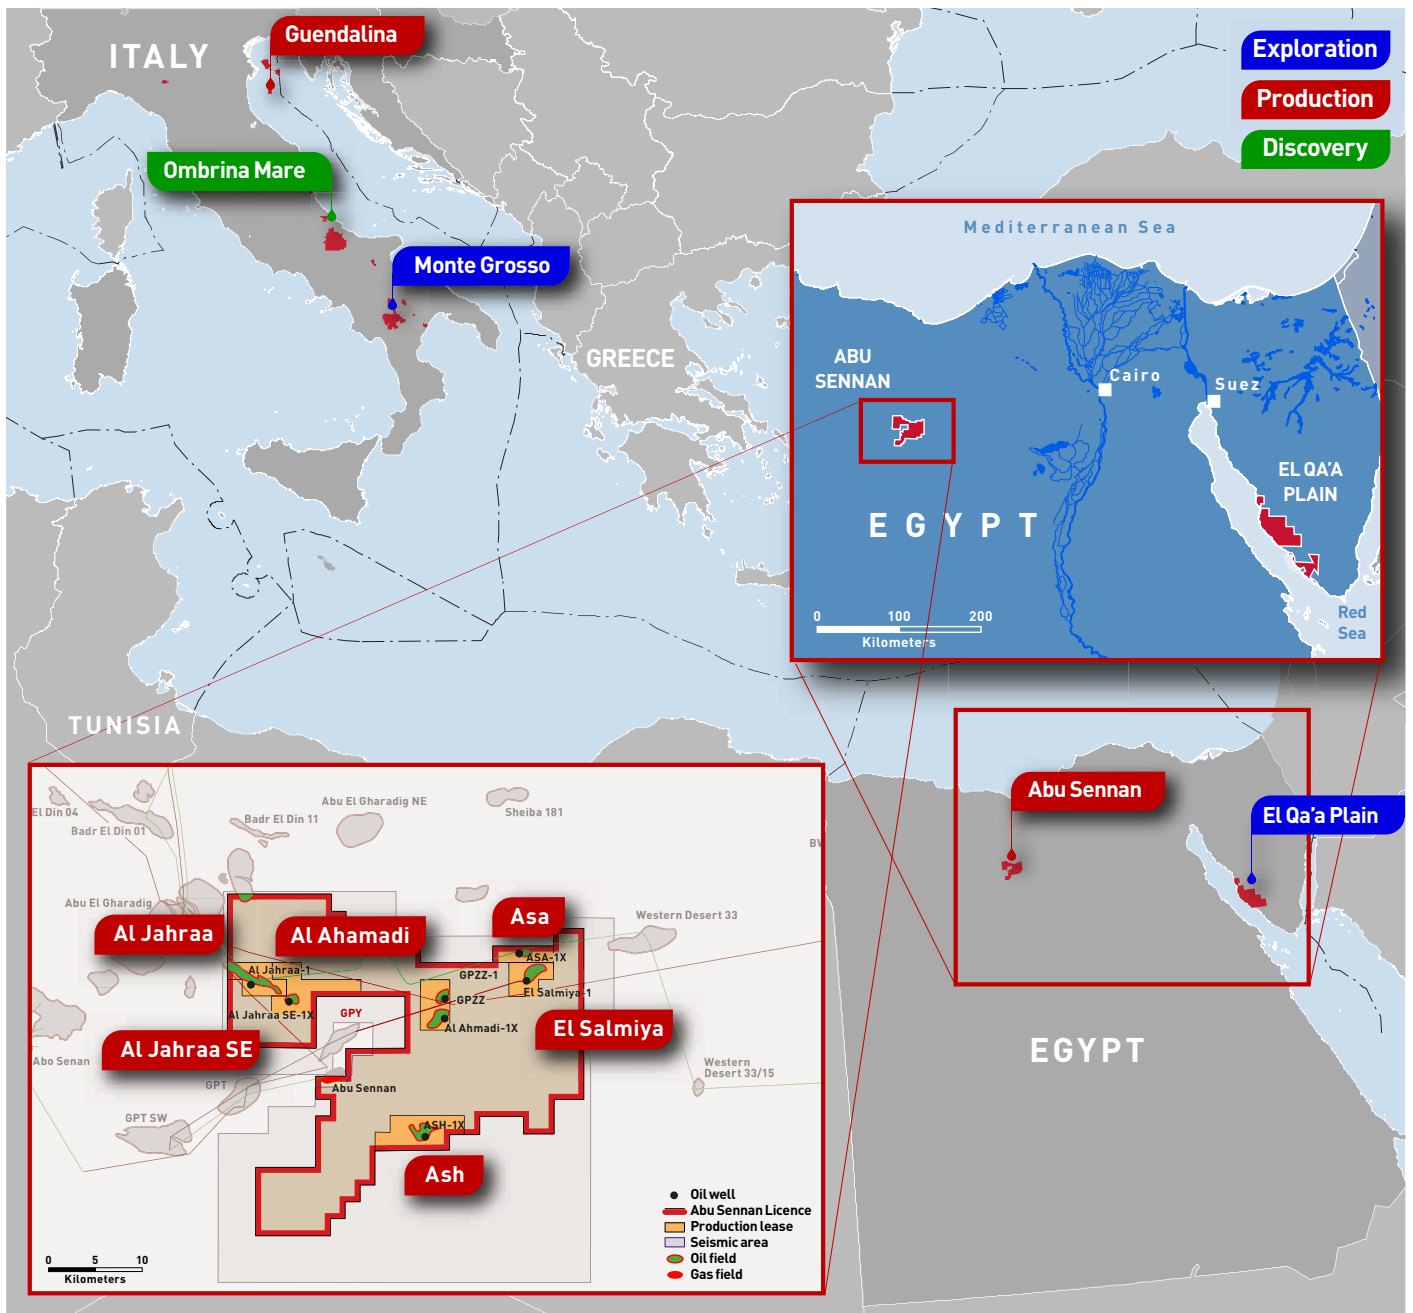 ITALY
Guendalina
Ombrina Mare
Monte Grosso
GREECE
TUNISIA
Exploration
Production
Discovery
Mediterranean Sea
ABU
SENNAN
Cairo
Suez
EL QA'A
PLAIN
EGYPT
0 100 200
Kilometers
Red
Sea
Abu Sennan
El Qa'a Plain
EGYPT
El Din 04
Badr El Din 01
Badr El Din 11
Abu El Gharadig NE
Sheiba 181
Abu El Gharadig
Al Jahraa
Al Ahamadi
Asa
Western Desert 33
ASA-1X
Al Jahraa-1
GPZZ-1
El Salmiya-1
GPZZ
Al Jahraa SE-1X
GPY
Al Ahmadi-1X
El Salmiya
Al Jahraa SE
Abo Senan
GPT
Abu Sennan
Western
Desert 33/15
GPT SW
ASH-1X
Ash
Oil well
Abu Sennan Licence
Production lease
Seismic area
Oil field
Gas field
0 5 10
Kilometers